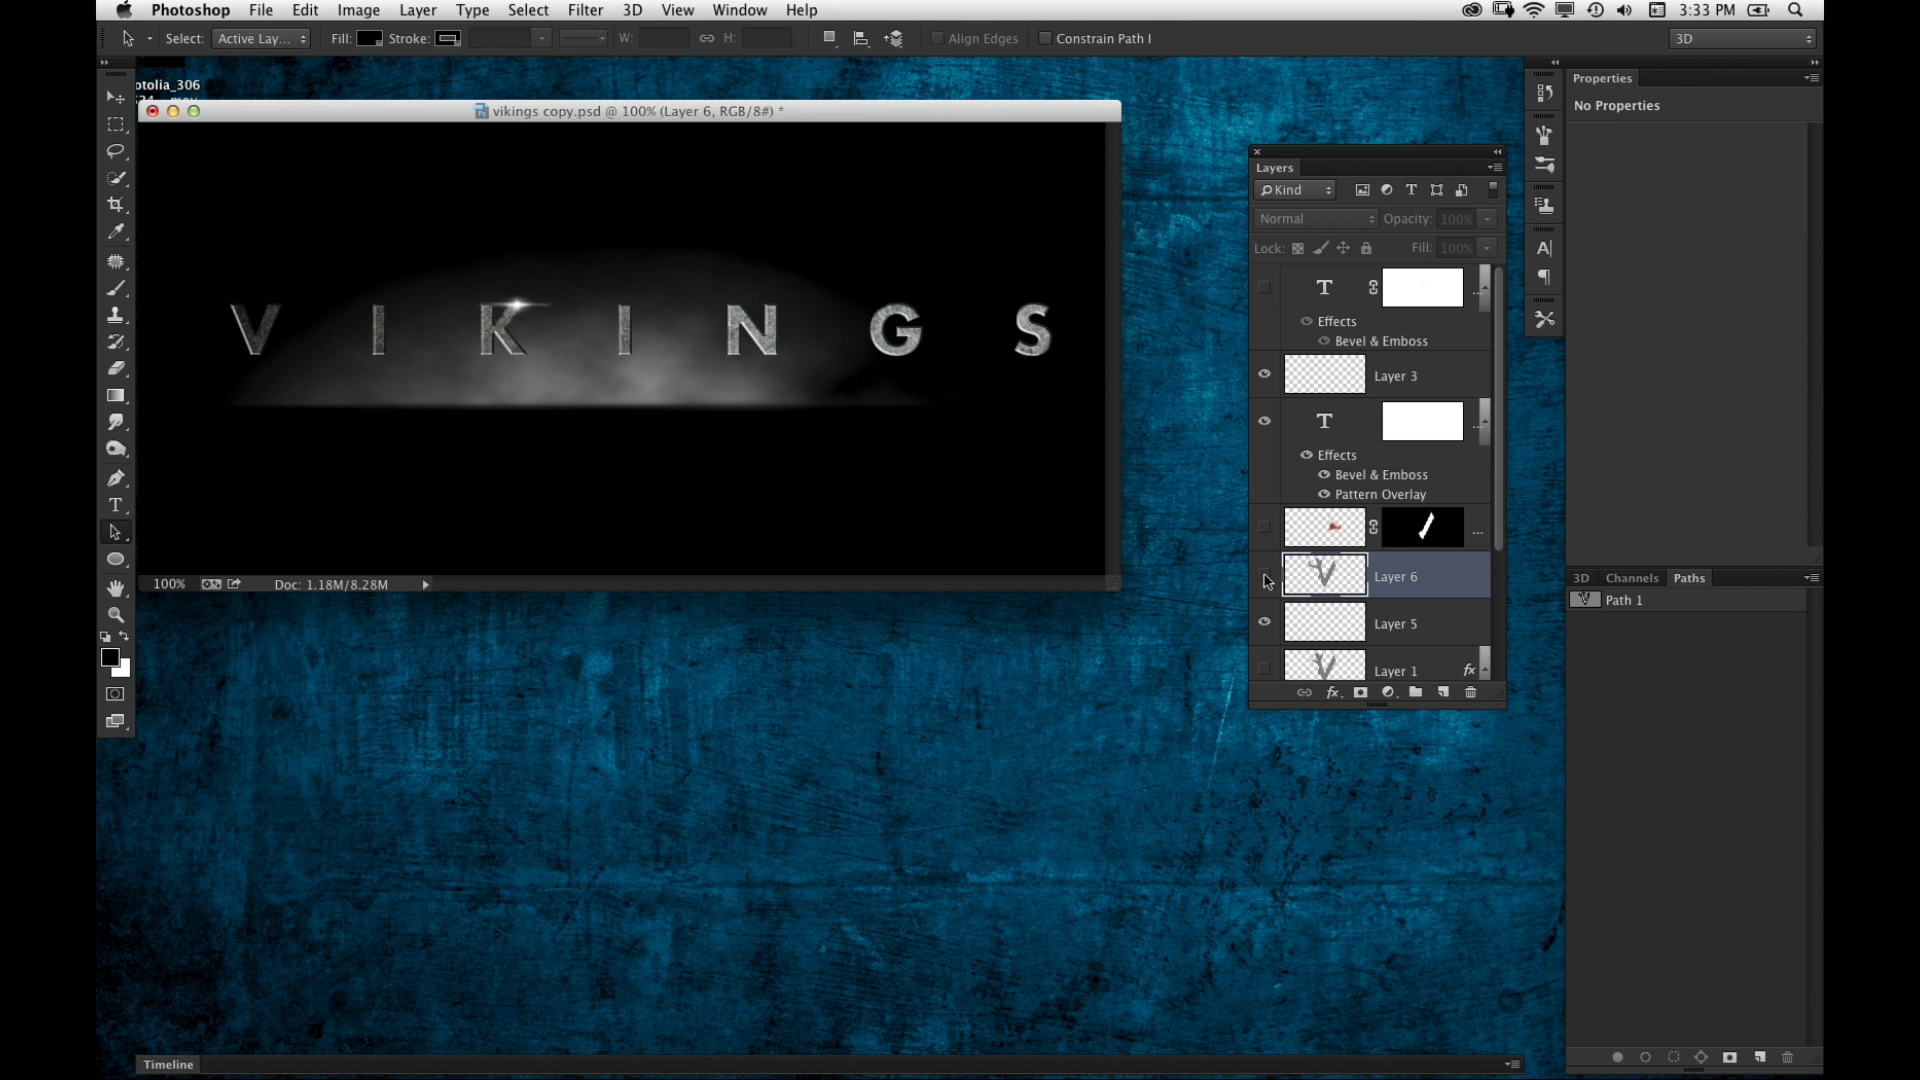 Photoshop File Edit Image Layer Type Select Filter 3D View Window Help 3:33 PM
Select: Active Lay... Fill: Stroke: W: H: Align Edges Constrain Path I 3D
otolia_306
vikings copy.psd @ 100% (Layer 6, RGB/8#) *
VIKINGS
100% Doc: 1.18M/8.28M
Layers
Kind
Normal Opacity: 100%
Lock: Fill: 100%
T ...
Effects
Bevel & Emboss
Layer 3
T ...
Effects
Bevel & Emboss
Pattern Overlay
...
Layer 6
Layer 5
Layer 1 fx
fx
Properties
No Properties
3D Channels Paths
Path 1
Timeline